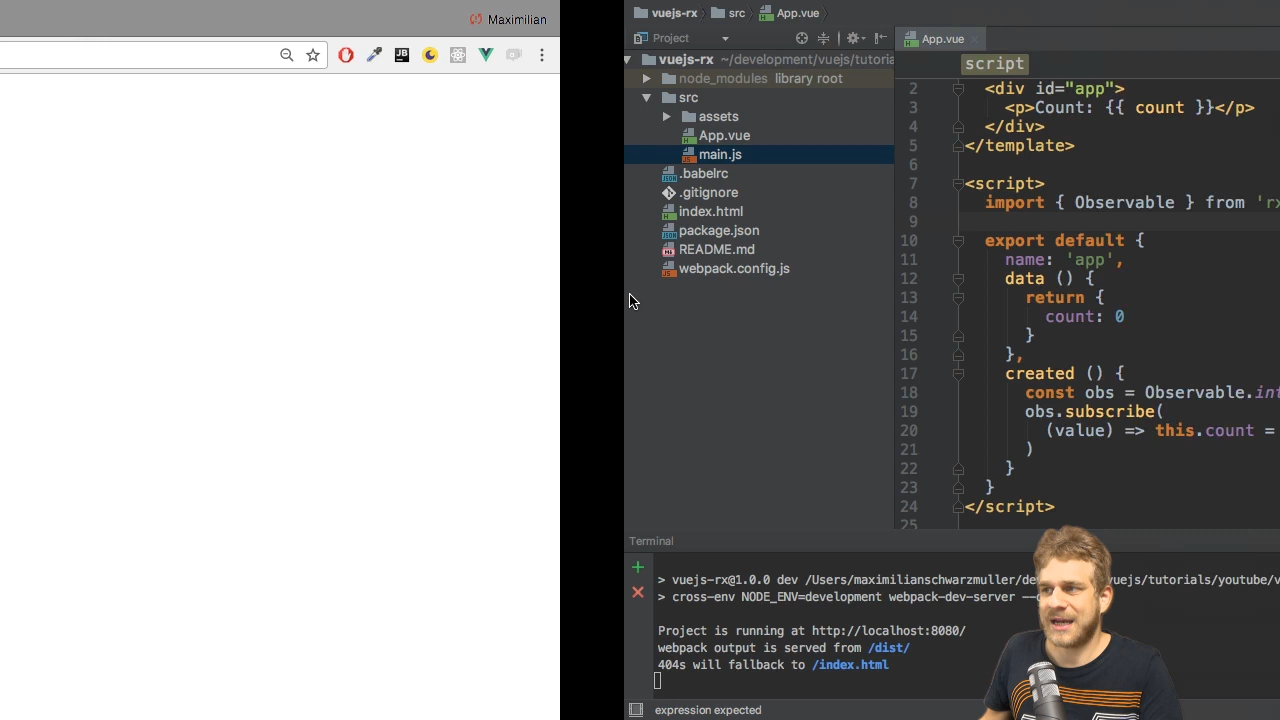 Maximilian
JB
vuejs-rx src App.vue
Project
App.vue
vuejs-rx ~/development/vuejs/tutoria
node_modules library root
src
assets
App.vue
main.js
.babelrc
.gitignore
index.html
package.json
README.md
webpack.config.js
script
2 <div id="app">
3 <p>Count: {{ count }}</p>
4 </div>
5 </template>
6
7 <script>
8 import { Observable } from 'rx
9
10 export default {
11 name: 'app',
12 data () {
13 return {
14 count: 0
15 }
16 },
17 created () {
18 const obs = Observable.int
19 obs.subscribe(
20 (value) => this.count =
21 )
22 }
23 }
24 </script>
25
Terminal
> vuejs-rx@1.0.0 dev /Users/maximilianschwarzmuller/de vuejs/tutorials/youtube/v
> cross-env NODE_ENV=development webpack-dev-server --
Project is running at http://localhost:8080/
webpack output is served from /dist/
404s will fallback to /index.html
expression expected